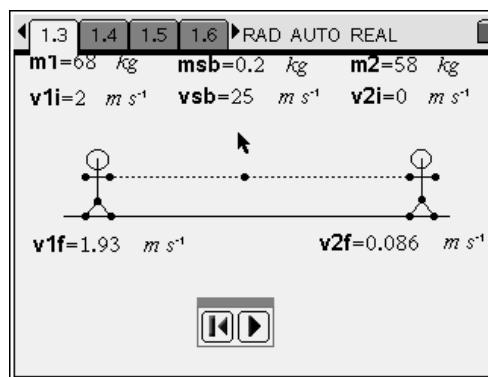 1.3 1.4 1.5 1.6 RAD AUTO REAL
m1=68 kg msb=0.2 kg m2=58 kg
v1i=2 m s⁻¹ vsb=25 m s⁻¹ v2i=0 m s⁻¹
v1f=1.93 m s⁻¹ v2f=0.086 m s⁻¹